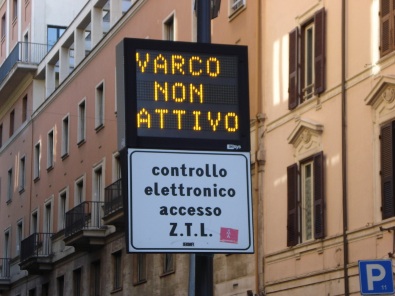 VARCO
NON
ATTIVO
controllo
elettronico
accesso
Z.T.L.
P